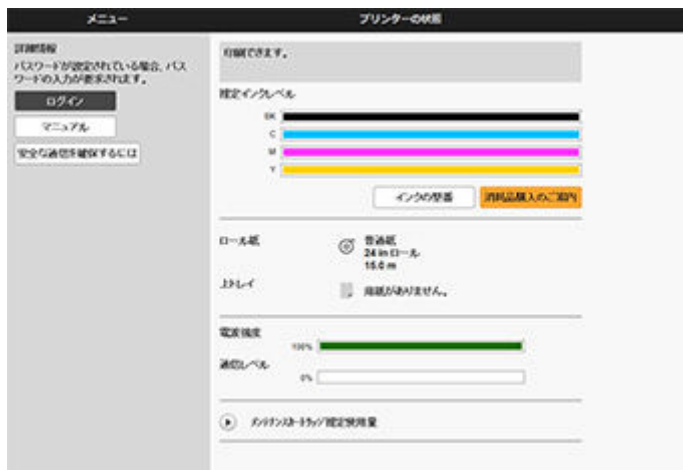 メニュー
プリンターの状態
詳細情報
パスワードが設定されている場合、パス
ワードの入力が要求されます。
ログイン
マニュアル
安全な通信を確保するには
印刷できます。
推定インクレベル
BK
C
M
Y
インクの型番
消耗品購入のご案内
ロール紙
普通紙
24 in ロール
15.0 m
上トレイ
用紙がありません。
電波強度
100%
通信レベル
0%
メンテナンスカートリッジ推定使用量